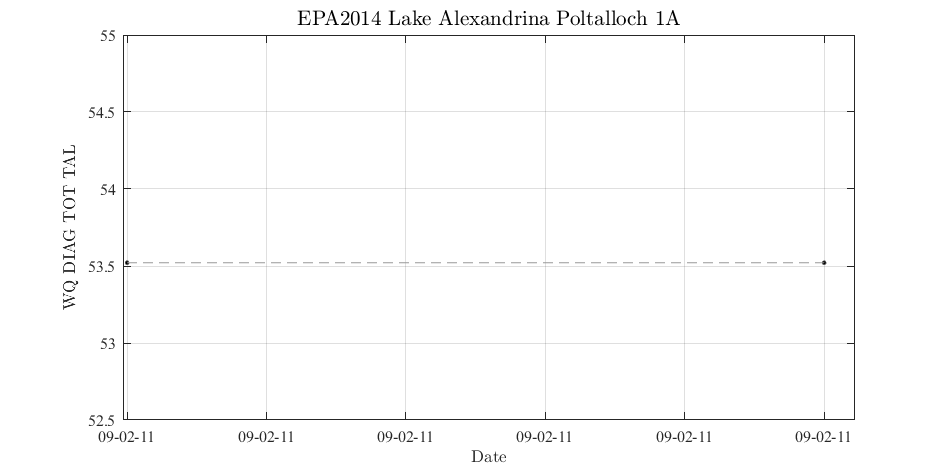 EPA2014 Lake Alexandrina Poltalloch 1A
55
54.5
54
53.5
53
52.5
WQ DIAG TOT TAL
09-02-11 09-02-11 09-02-11 09-02-11 09-02-11 09-02-11
Date